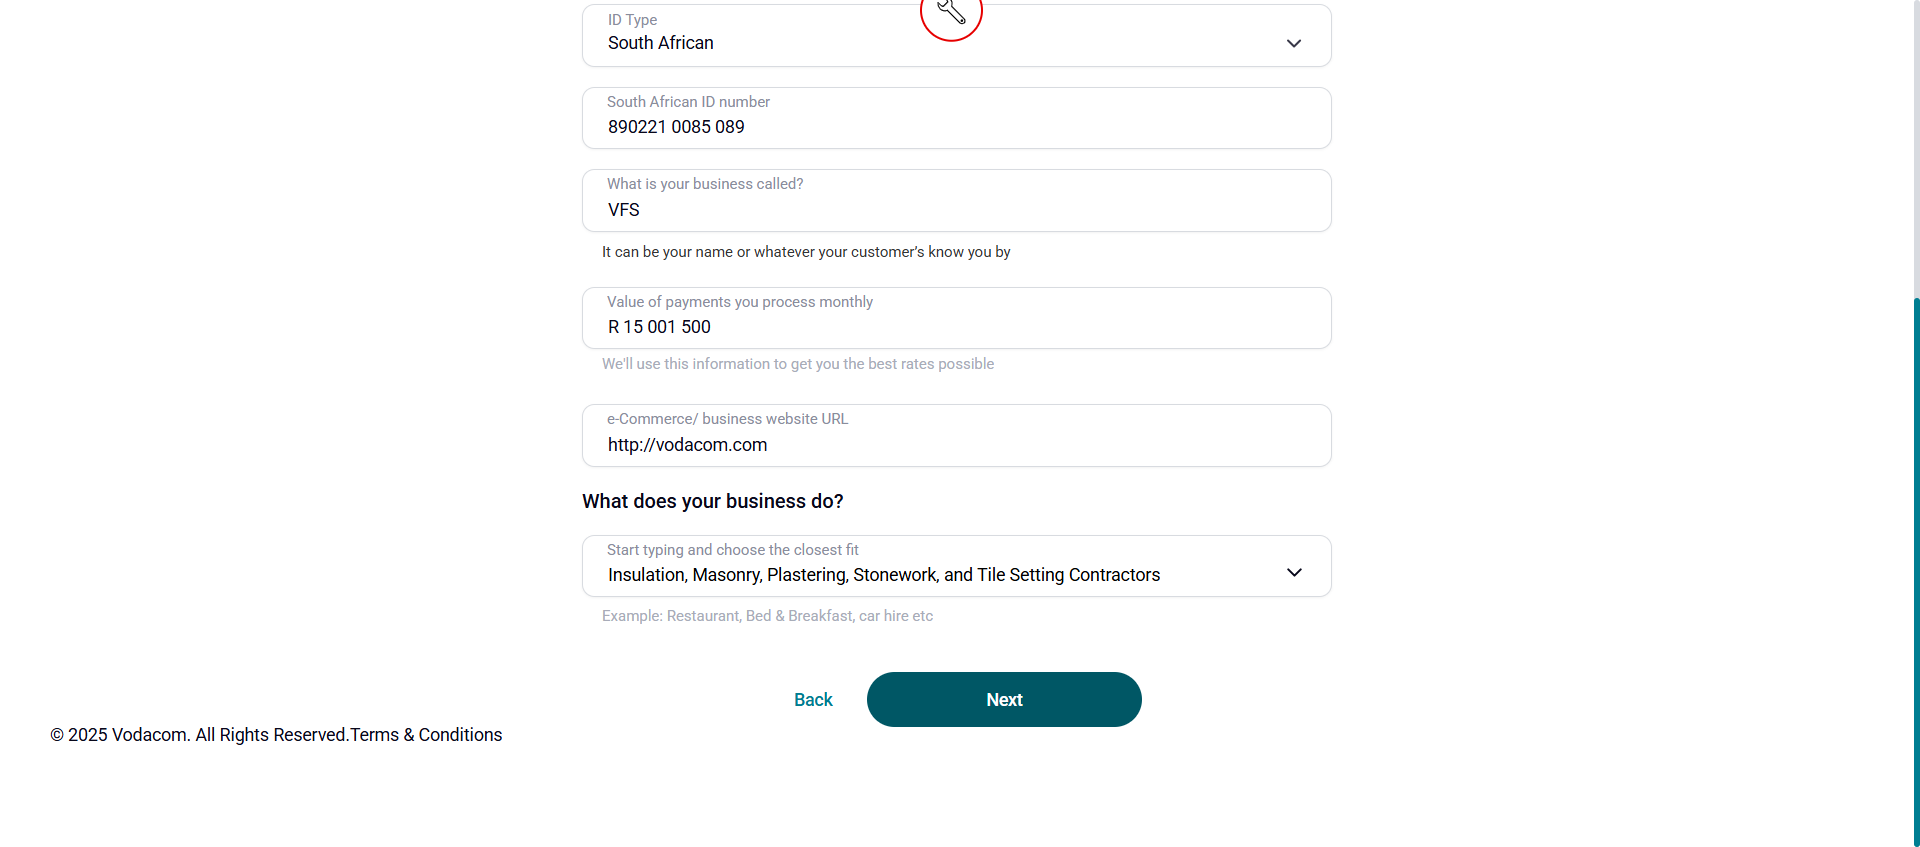 ID Type
South African
South African ID number
890221 0085 089
What is your business called?
VFS
It can be your name or whatever your customer’s know you by
Value of payments you process monthly
R 15 001 500
We'll use this information to get you the best rates possible
e-Commerce/ business website URL
http://vodacom.com
What does your business do?
Start typing and choose the closest fit
Insulation, Masonry, Plastering, Stonework, and Tile Setting Contractors
Example: Restaurant, Bed & Breakfast, car hire etc
Back
Next
© 2025 Vodacom. All Rights Reserved.Terms & Conditions